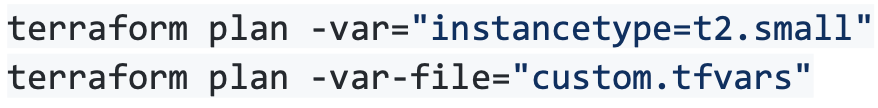 terraform plan -var="instancetype=t2.small"
terraform plan -var-file="custom.tfvars"